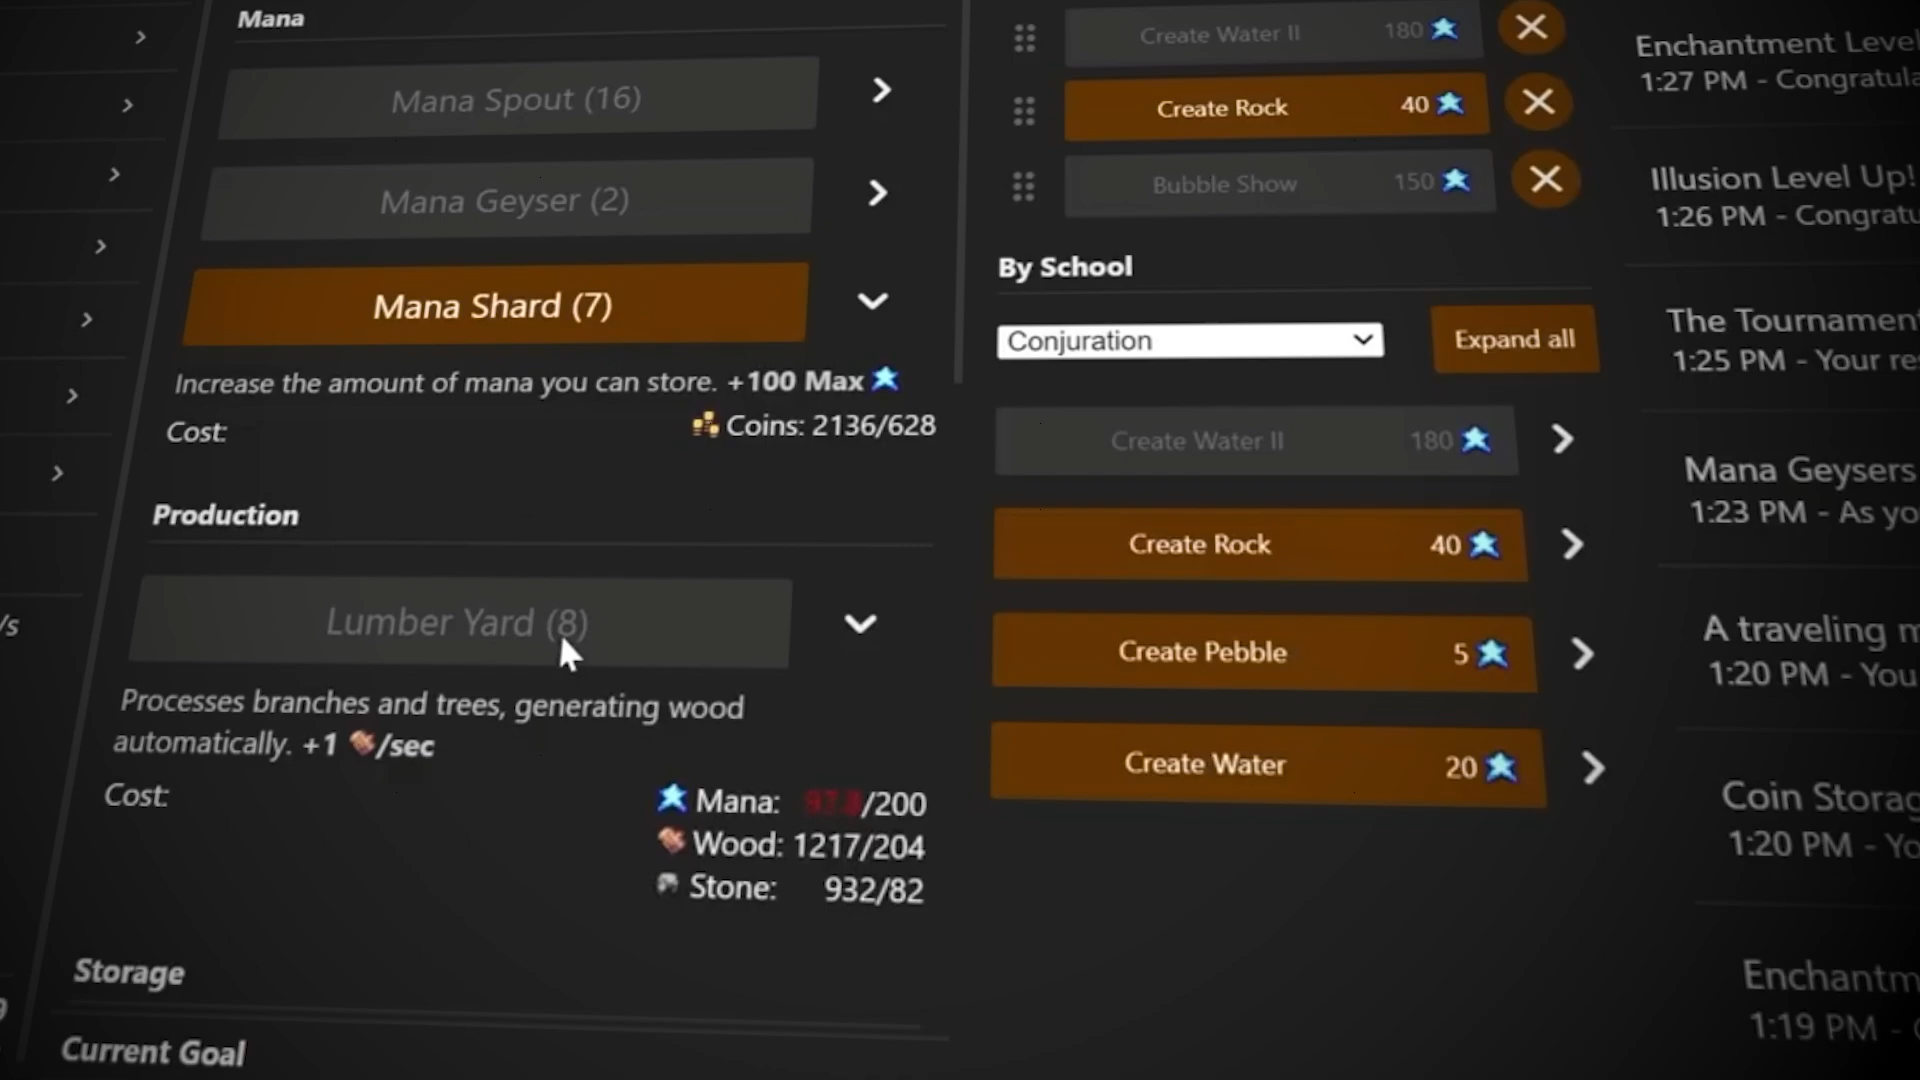 Mana
Mana Spout (16)
Mana Geyser (2)
Mana Shard (7)
Increase the amount of mana you can store. +100 Max
Cost:
Coins: 2136/628
Production
Lumber Yard (8)
Processes branches and trees, generating wood
automatically. +1 /sec
Cost:
Mana: /200
Wood: 1217/204
Stone: 932/82
Storage
Current Goal
/s
Create Water II 180
Create Rock 40
Bubble Show 150
By School
Conjuration
Expand all
Create Water II 180
Create Rock 40
Create Pebble 5
Create Water 20
Enchantment Level
1:27 PM - Congratula
Illusion Level Up!
1:26 PM - Congratu
The Tournament
1:25 PM - Your re
Mana Geysers
1:23 PM - As yo
A traveling m
1:20 PM - You
Coin Storag
1:20 PM - Yo
Enchantm
1:19 PM -